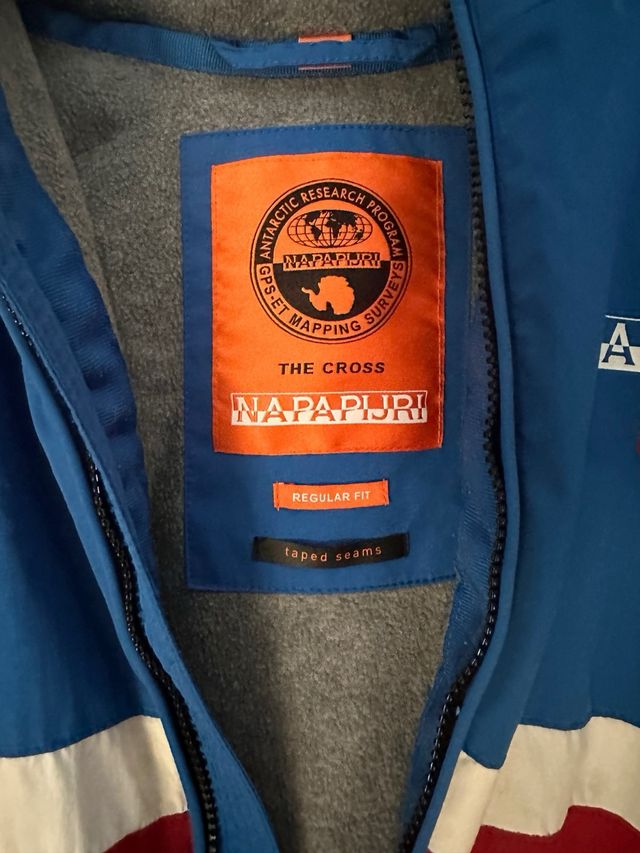 ANTARCTIC RESEARCH PROGRAM
NAPAPIJRI
GPS-ET MAPPING SURVEYS
THE CROSS
NAPAPIJRI
REGULAR FIT
taped seams
A